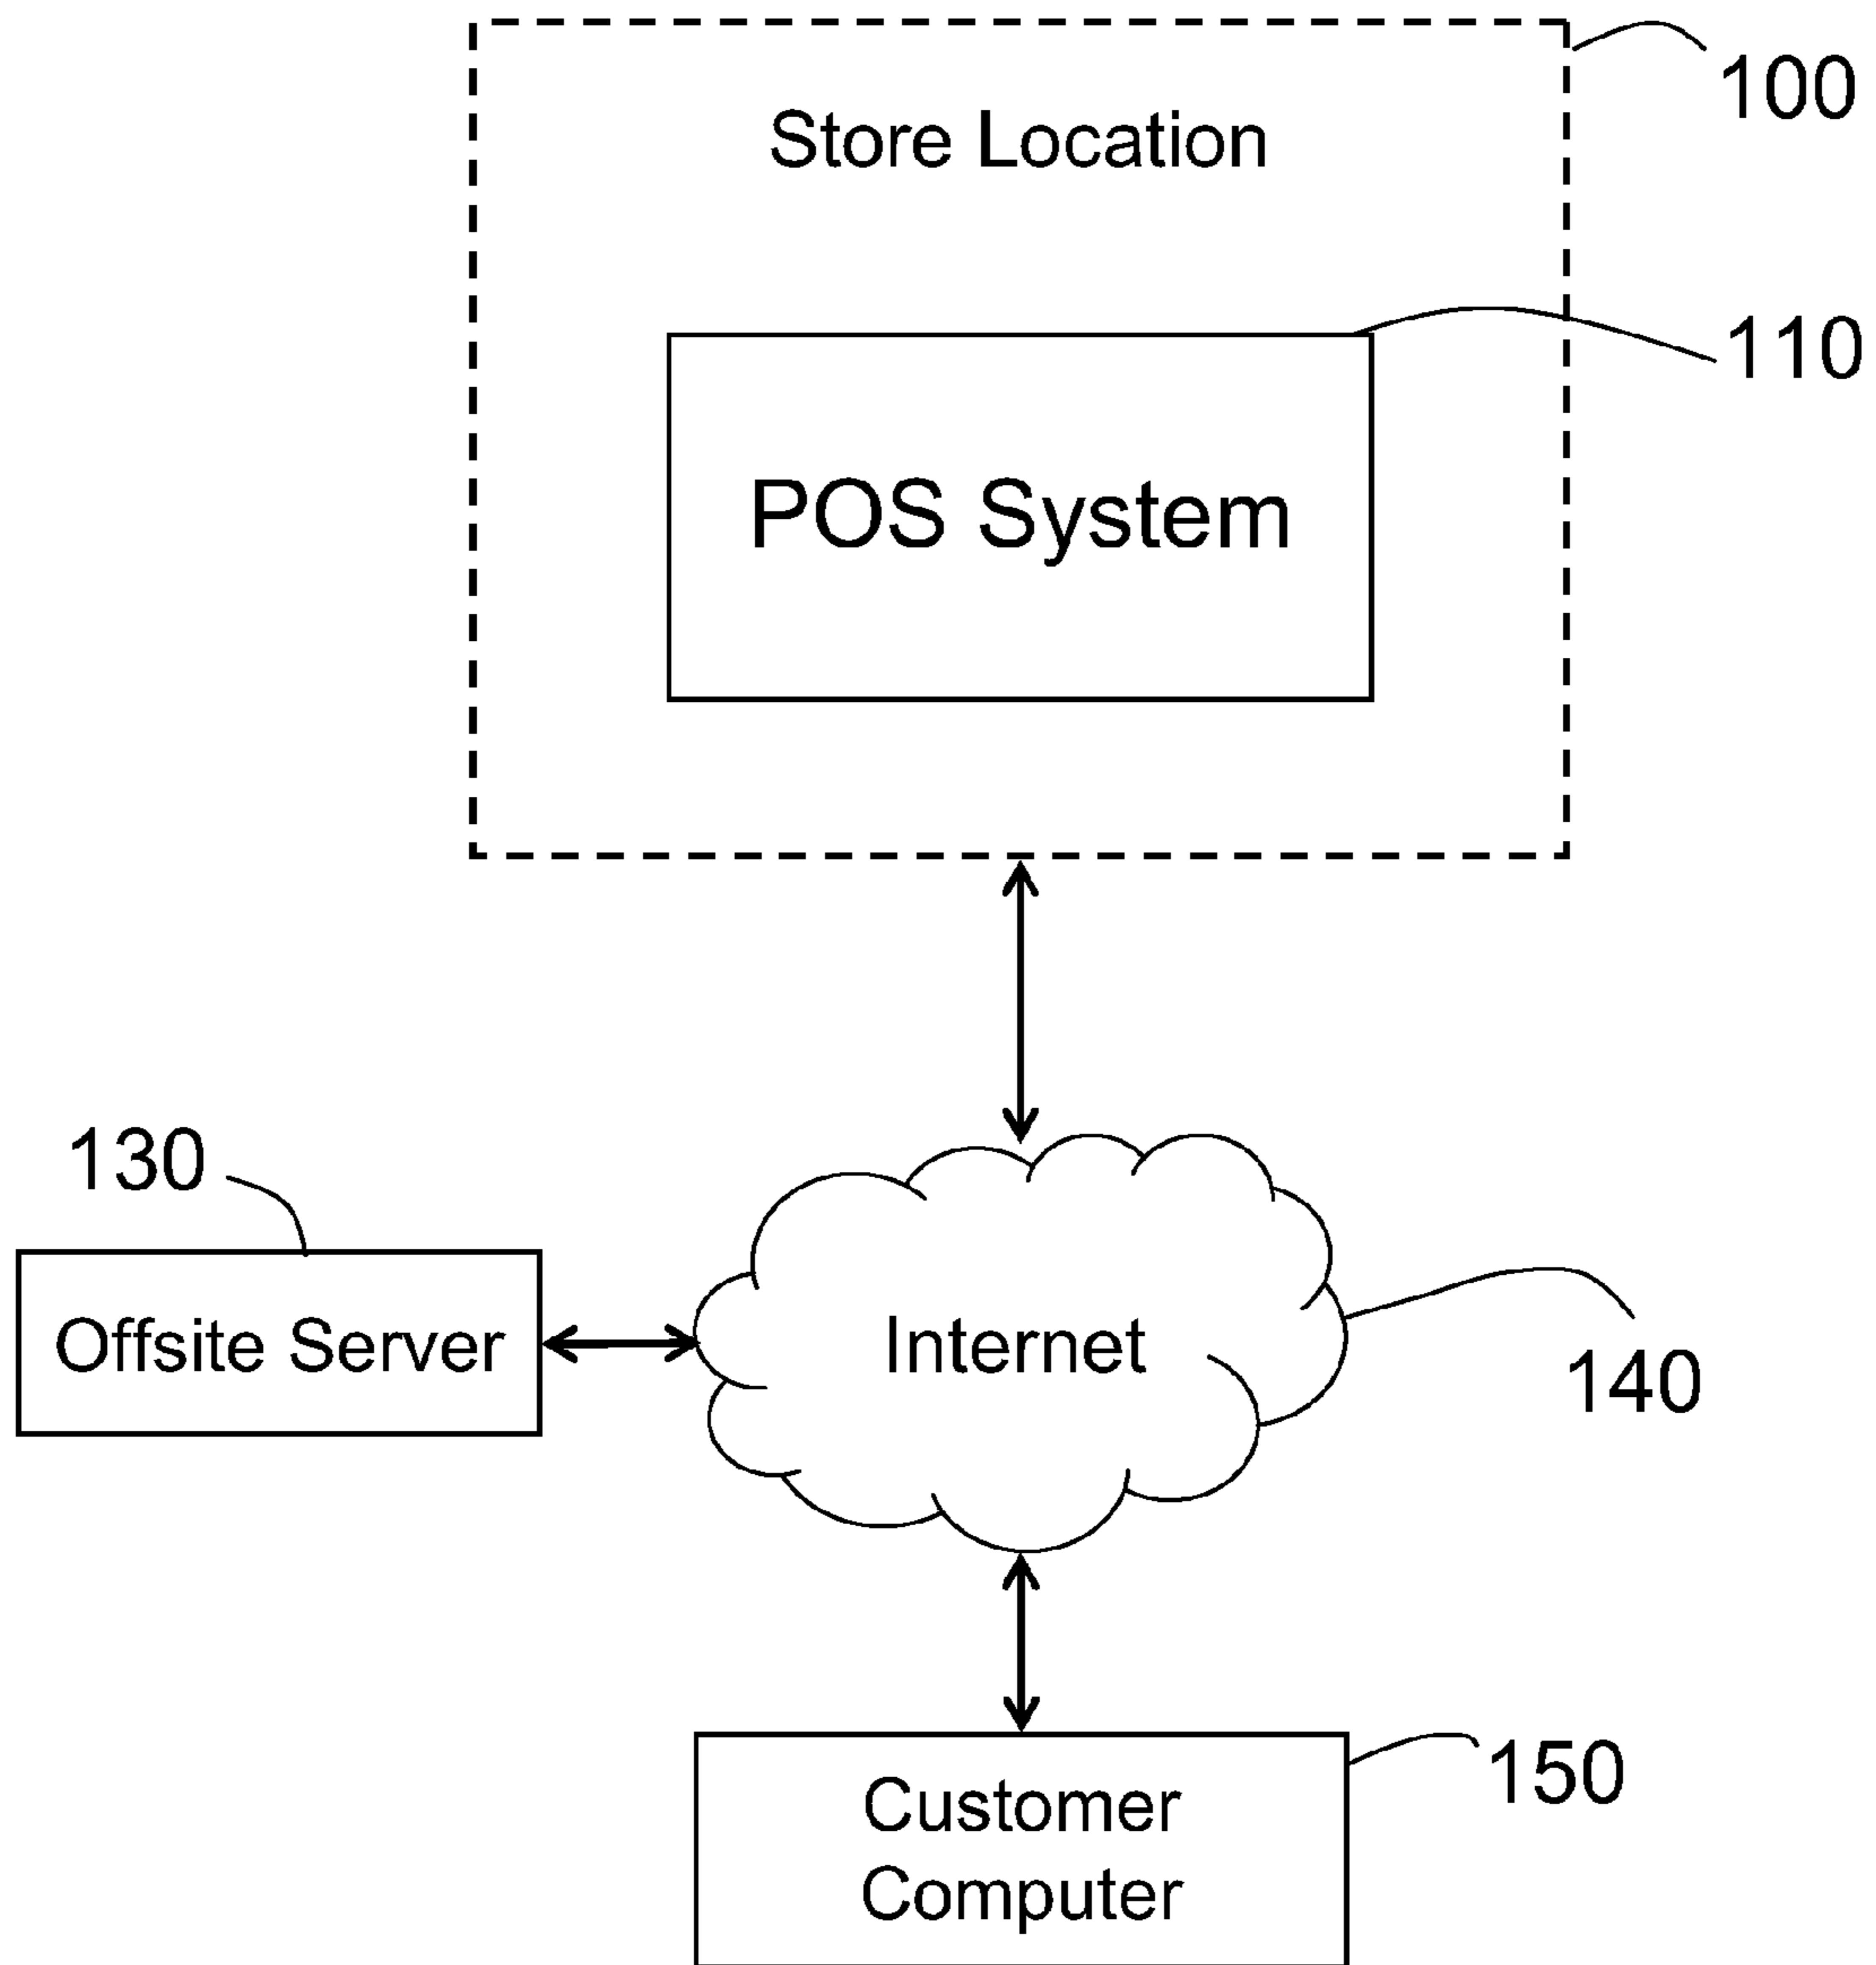 100
Store Location
110
POS System
130
Offsite Server
Internet
140
150
Customer
Computer